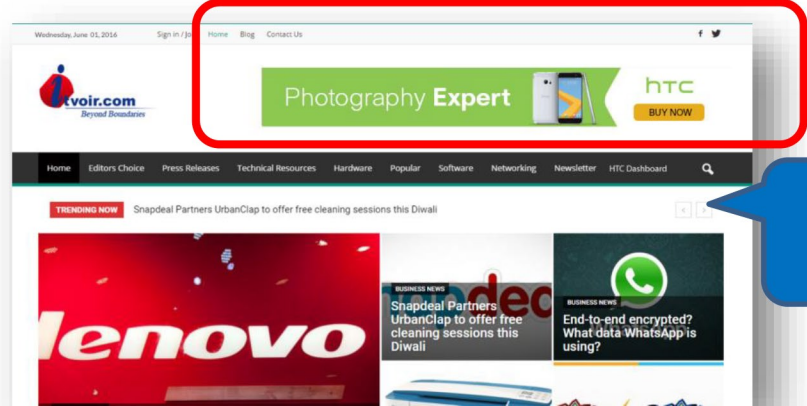 Wednesday, June 01, 2016 Sign in / Jo Home Blog Contact Us
itvoir.com
Beyond Boundaries
Photography Expert
hTC
BUY NOW
Home Editors Choice Press Releases Technical Resources Hardware Popular Software Networking Newsletter HTC Dashboard
TRENDING NOW Snapdeal Partners UrbanClap to offer free cleaning sessions this Diwali
lenovo
BUSINESS NEWS
Snapdeal Partners
UrbanClap to offer free
cleaning sessions this
Diwali
BUSINESS NEWS
End-to-end encrypted?
What data WhatsApp is
using?